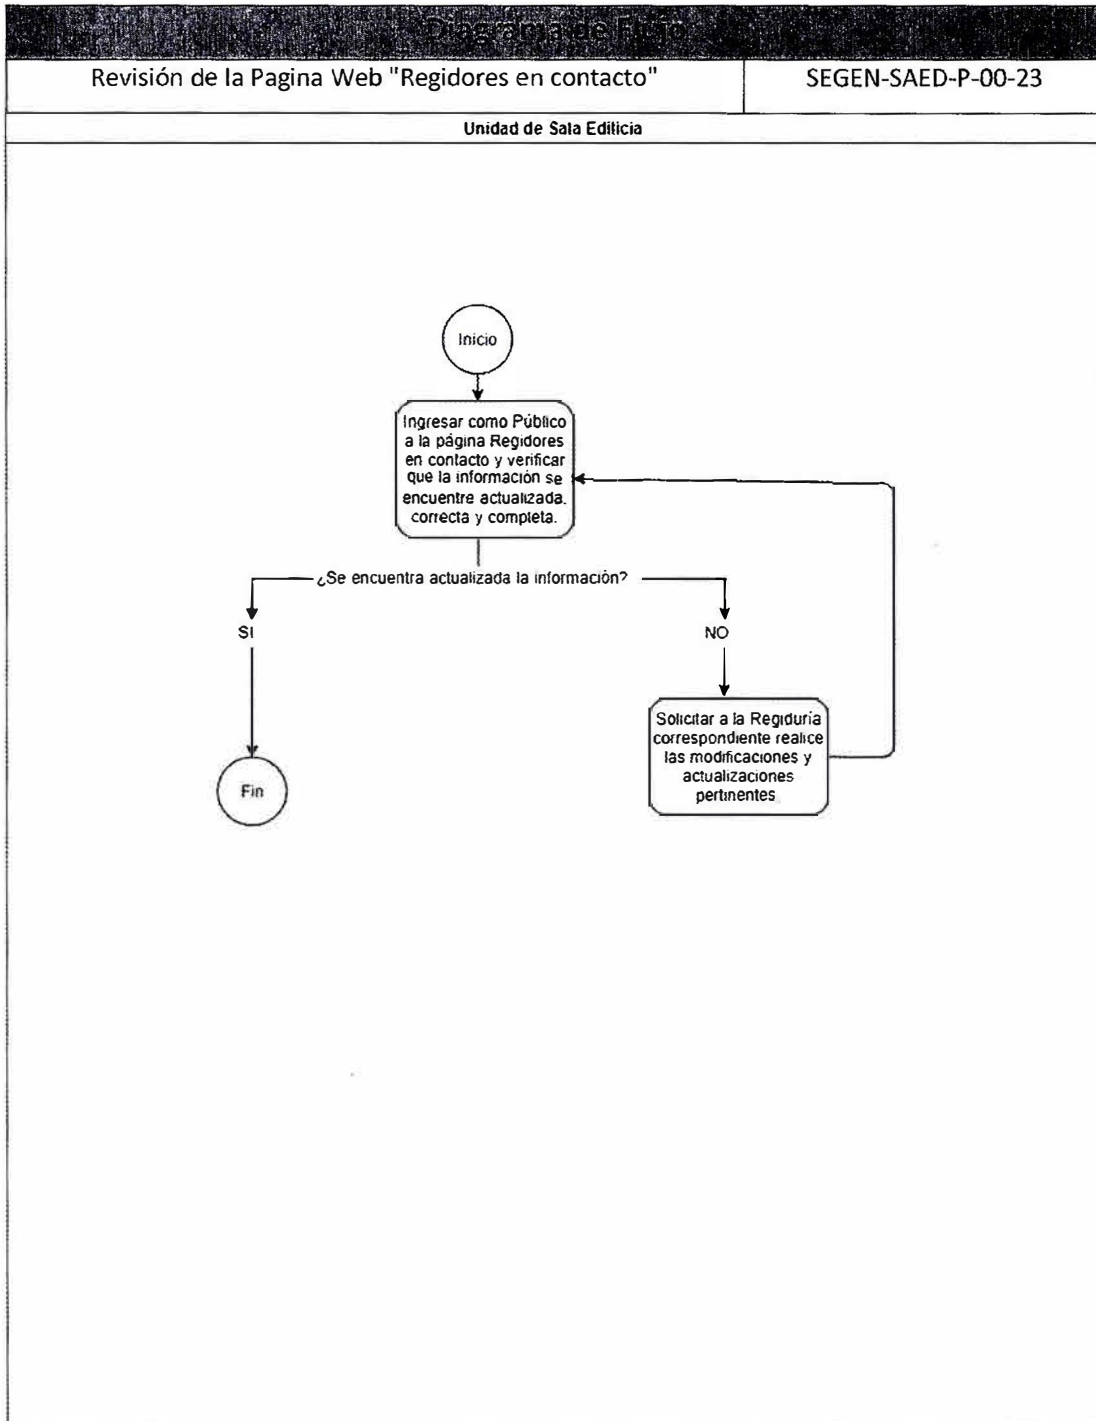 Diagrama de Flujo
Revisión de la Pagina Web "Regidores en contacto"
SEGEN-SAED-P-00-23
Unidad de Sala Edilicia
Inicio
Ingresar como Público
a la página Regidores
en contacto y verificar
que la información se
encuentre actualizada.
correcta y completa.
¿Se encuentra actualizada la información?
SI
NO
Solicitar a la Regiduria
correspondiente realice
las modificaciones y
actualizaciones
pertinentes
Fin